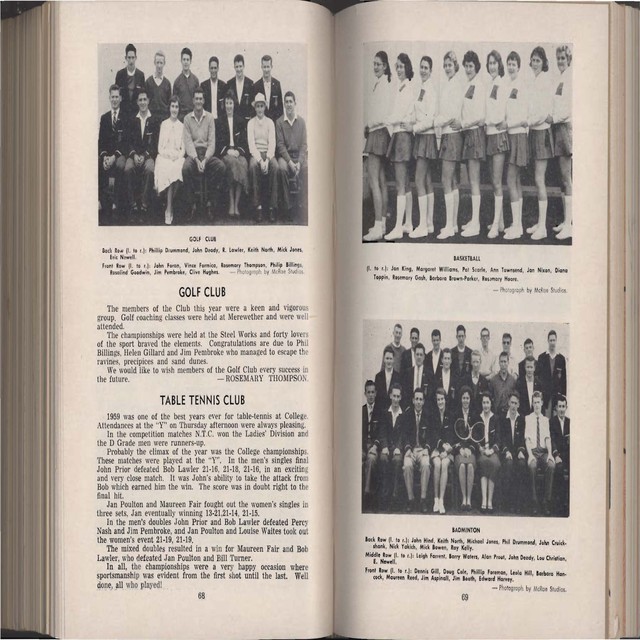 GOLF CLUB
Back Row (l. to r.): Phillip Drummond, John Doody, R. Lawler, Keith North, Mick Jones,
Eric Newell.
Front Row (l. to r.): John Foran, Vince Formica, Rosemary Thompson, Philip Billings,
Rosalind Goodwin, Jim Pembroke, Clive Hughes. — Photograph by McRae Studios.
GOLF CLUB
The members of the Club this year were a keen and vigorous
group. Golf coaching classes were held at Merewether and were well
attended.
The championships were held at the Steel Works and forty lovers
of the sport braved the elements. Congratulations are due to Phil
Billings, Helen Gillard and Jim Pembroke who managed to escape the
ravines, precipices and sand dunes.
We would like to wish members of the Golf Club every success in
the future. — ROSEMARY THOMPSON.
TABLE TENNIS CLUB
1959 was one of the best years ever for table-tennis at College.
Attendances at the "Y" on Thursday afternoon were always pleasing.
In the competition matches N.T.C. won the Ladies' Division and
the D Grade men were runners-up.
Probably the climax of the year was the College championships.
These matches were played at the "Y". In the men's singles final
John Prior defeated Bob Lawler 21-16, 21-18, 21-16, in an exciting
and very close match. It was John's ability to take the attack from
Bob which earned him the win. The score was in doubt right to the
final hit.
Jan Poulton and Maureen Fair fought out the women's singles in
three sets, Jan eventually winning 13-21, 21-14, 21-15.
In the men's doubles John Prior and Bob Lawler defeated Percy
Nash and Jim Pembroke, and Jan Poulton and Louise Waites took out
the women's event 21-19, 21-19.
The mixed doubles resulted in a win for Maureen Fair and Bob
Lawler, who defeated Jan Poulton and Bill Turner.
In all, the championships were a very happy occasion where
sportsmanship was evident from the first shot until the last. Well
done, all who played!
68
BASKETBALL
(l. to r.): Jan King, Margaret Williams, Pat Searle, Ann Townsend, Jan Nixon, Diane
Toppin, Rosemary Gash, Barbara Brown-Parker, Rosemary Hoare.
— Photograph by McRae Studios.
BADMINTON
Back Row (l. to r.): John Hind, Keith North, Michael Jones, Phil Drummond, John Cruick-
shank, Nick Yakich, Mick Bowen, Ray Kelly.
Middle Row (l. to r.): Leigh Forrest, Barry Waters, Alan Prout, John Deady, Lou Christian,
E. Newell.
Front Row (l. to r.): Dennis Gill, Doug Cole, Phillip Foreman, Lexia Hill, Barbara Han-
cock, Maureen Reed, Jim Aspinall, Jim Booth, Edward Harvey.
— Photograph by McRae Studios.
69